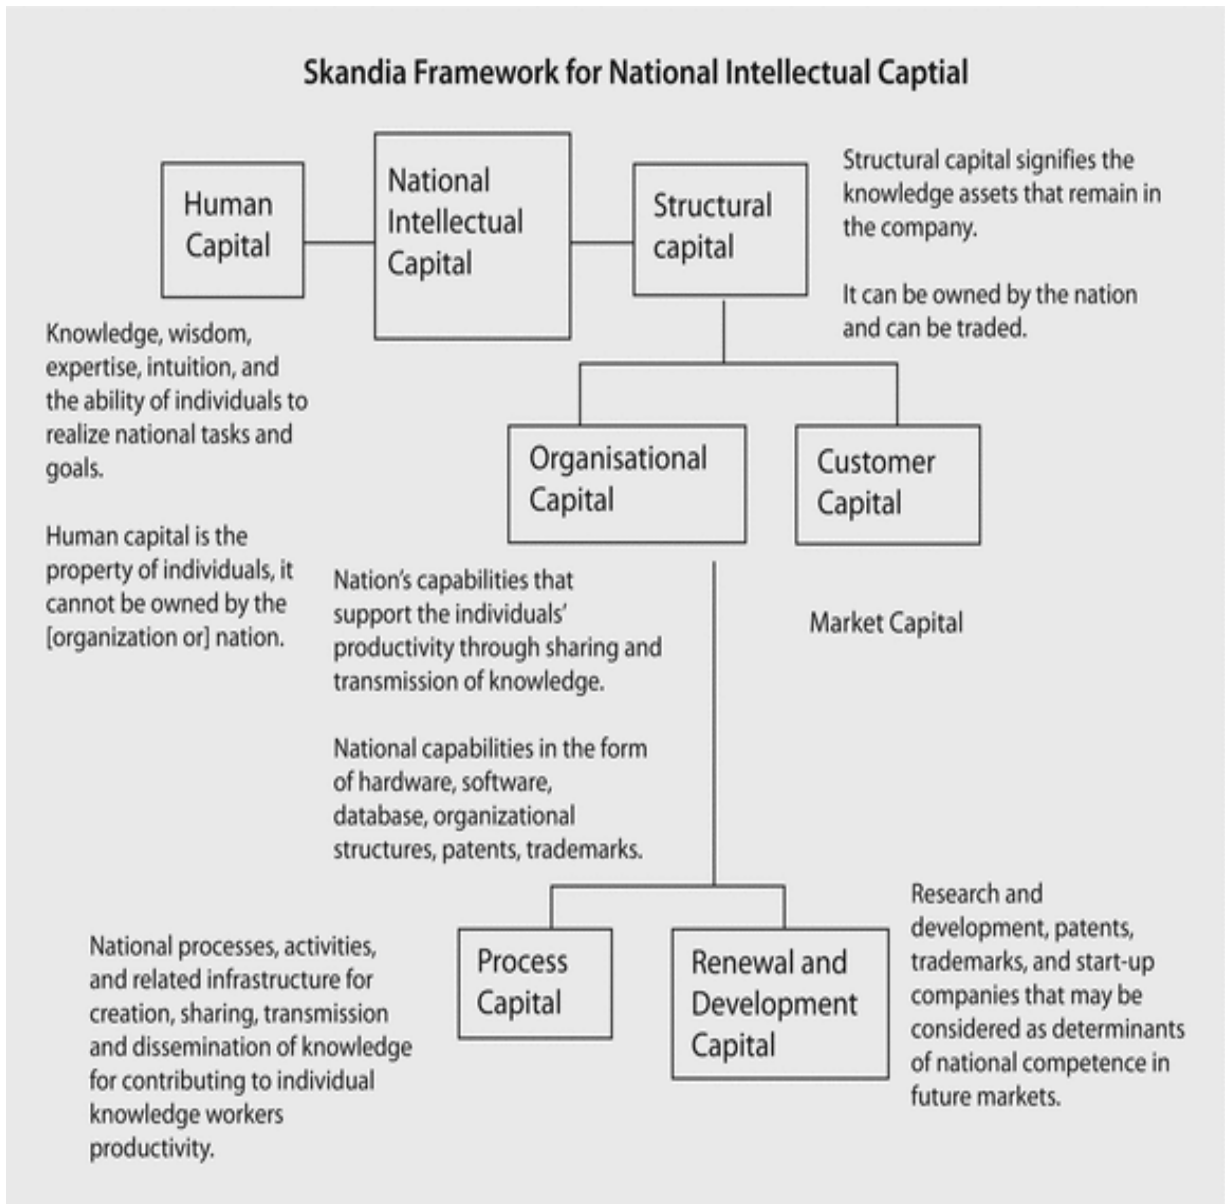 Skandia Framework for National Intellectual Captial
Human
Capital
National
Intellectual
Capital
Structural
capital
Structural capital signifies the
knowledge assets that remain in
the company.
It can be owned by the nation
and can be traded.
Knowledge, wisdom,
expertise, intuition, and
the ability of individuals to
realize national tasks and
goals.
Human capital is the
property of individuals, it
cannot be owned by the
[organization or] nation.
Organisational
Capital
Customer
Capital
Nation's capabilities that
support the individuals'
productivity through sharing and
transmission of knowledge.
National capabilities in the form
of hardware, software,
database, organizational
structures, patents, trademarks.
Market Capital
National processes, activities,
and related infrastructure for
creation, sharing, transmission
and dissemination of knowledge
for contributing to individual
knowledge workers
productivity.
Process
Capital
Renewal and
Development
Capital
Research and
development, patents,
trademarks, and start-up
companies that may be
considered as determinants
of national competence in
future markets.